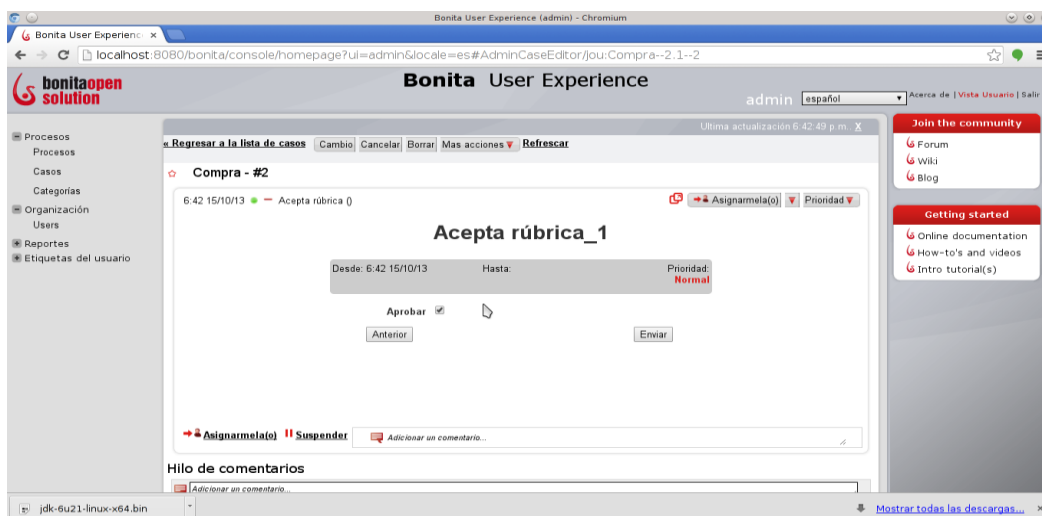 Bonita User Experience (admin) - Chromium
Bonita User Experienc
localhost:8080/bonita/console/homepage?ui=admin&locale=es#AdminCaseEditor/jou:Compra--2.1--2
bonitaopen
solution
Bonita User Experience
admin español Acerca de | Vista Usuario | Salir
Ultima actualización 6:42:49 p.m.: X
« Regresar a la lista de casos Cambio Cancelar Borrar Mas acciones Refrescar
Compra - #2
6:42 15/10/13 Acepta rúbrica () Asignarmela(o) Prioridad
Acepta rúbrica_1
Desde: 6:42 15/10/13 Hasta: Prioridad:
Normal
Aprobar
Anterior Enviar
Asignarmela(o) Suspender Adicionar un comentario...
Hilo de comentarios
Adicionar un comentario...
Procesos
Procesos
Casos
Categorías
Organización
Users
Reportes
Etiquetas del usuario
Join the community
Forum
Wiki
Blog
Getting started
Online documentation
How-to's and videos
Intro tutorial(s)
jdk-6u21-linux-x64.bin
Mostrar todas las descargas...